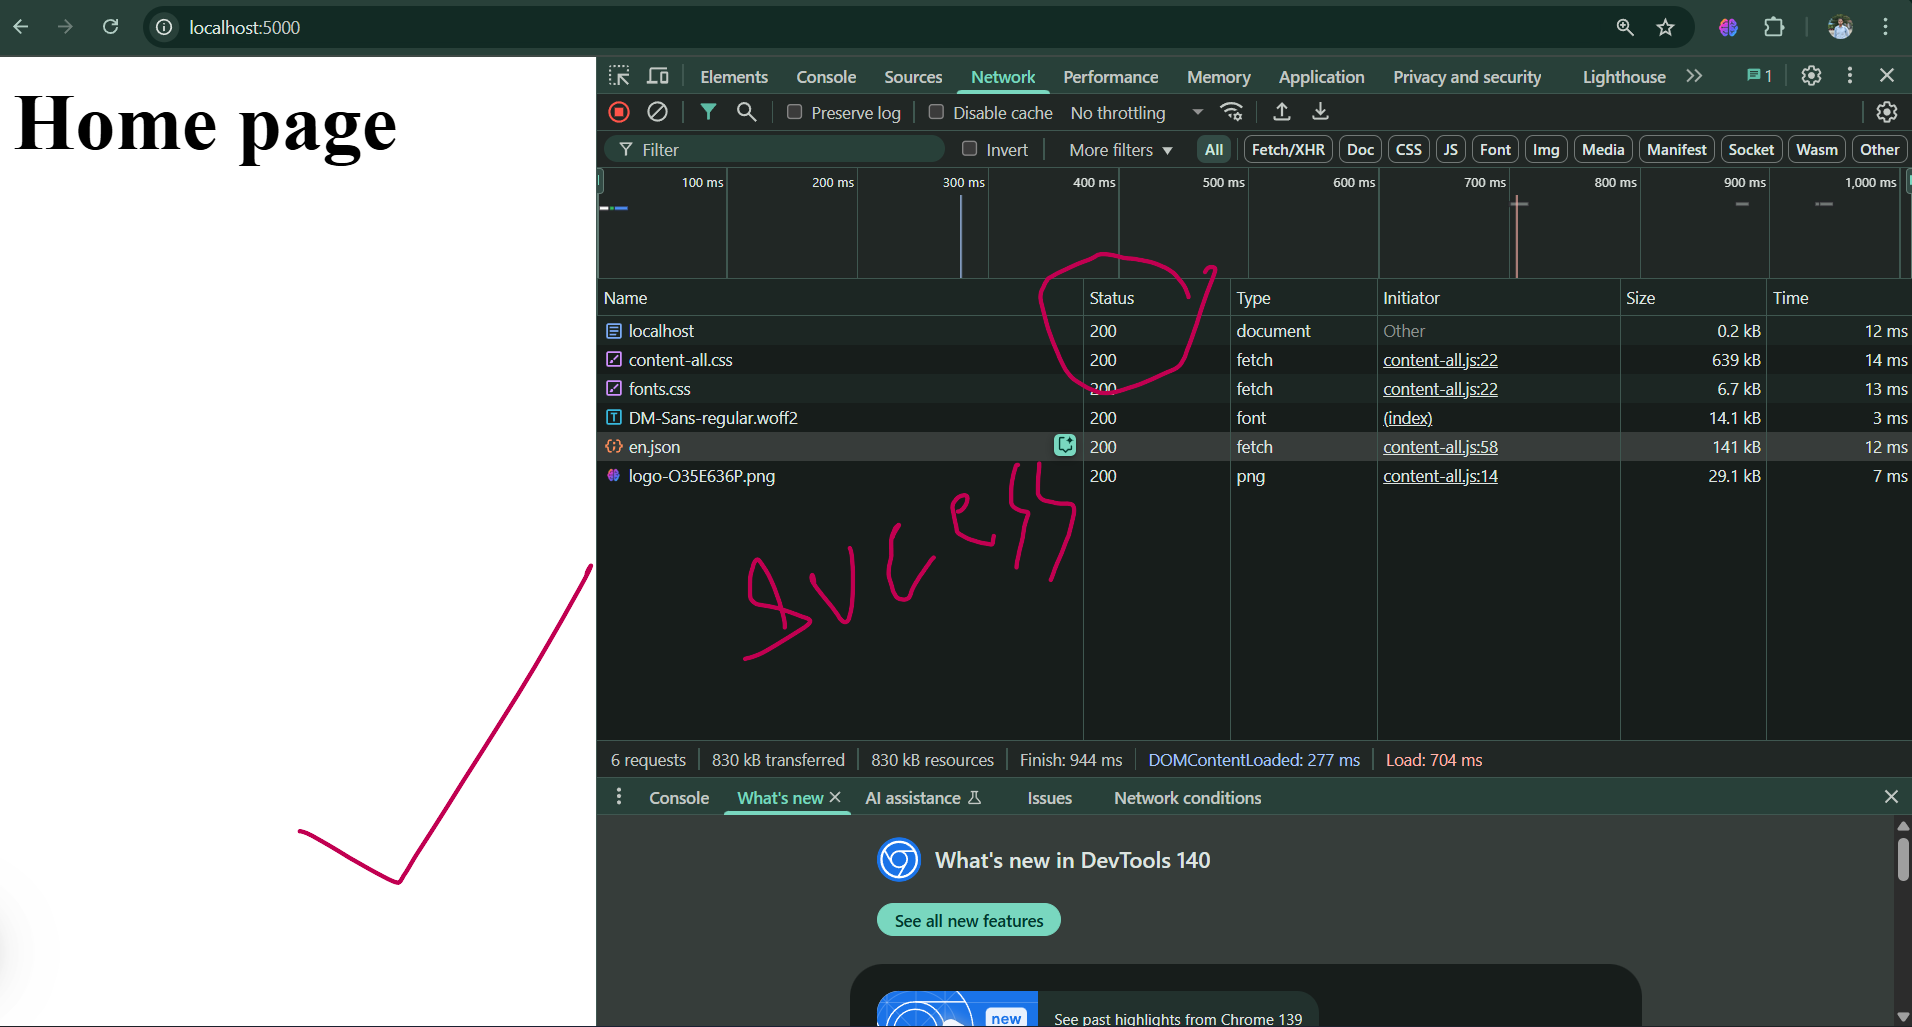 localhost:5000
Home page
Elements Console Sources Network Performance Memory Application Privacy and security Lighthouse 1
Preserve log Disable cache No throttling
Filter Invert More filters All Fetch/XHR Doc CSS JS Font Img Media Manifest Socket Wasm Other
100 ms 200 ms 300 ms 400 ms 500 ms 600 ms 700 ms 800 ms 900 ms 1,000 ms
Name Status Type Initiator Size Time
localhost 200 document Other 0.2 kB 12 ms
content-all.css 200 fetch content-all.js:22 639 kB 14 ms
fonts.css 200 fetch content-all.js:22 6.7 kB 13 ms
DM-Sans-regular.woff2 200 font (index) 14.1 kB 3 ms
en.json 200 fetch content-all.js:58 141 kB 12 ms
logo-O35E636P.png 200 png content-all.js:14 29.1 kB 7 ms
sucess
6 requests 830 kB transferred 830 kB resources Finish: 944 ms DOMContentLoaded: 277 ms Load: 704 ms
Console What's new AI assistance Issues Network conditions
What's new in DevTools 140
See all new features
new
See past highlights from Chrome 139